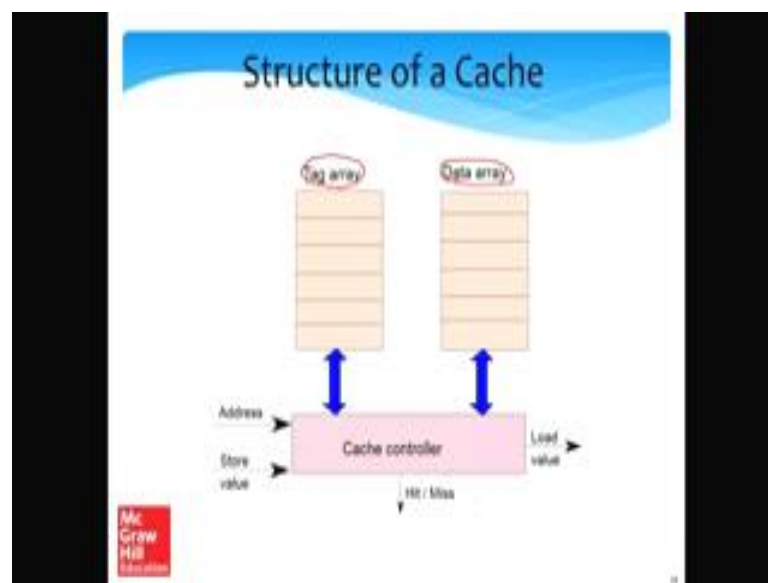 Structure of a Cache
Tag array
Data array
Address
Store
value
Cache controller
Load
value
Hit / Miss
Mc
Graw
Hill
Education